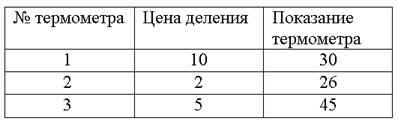 № термометра Цена деления Показание
термометра
1 10 30
2 2 26
3 5 45